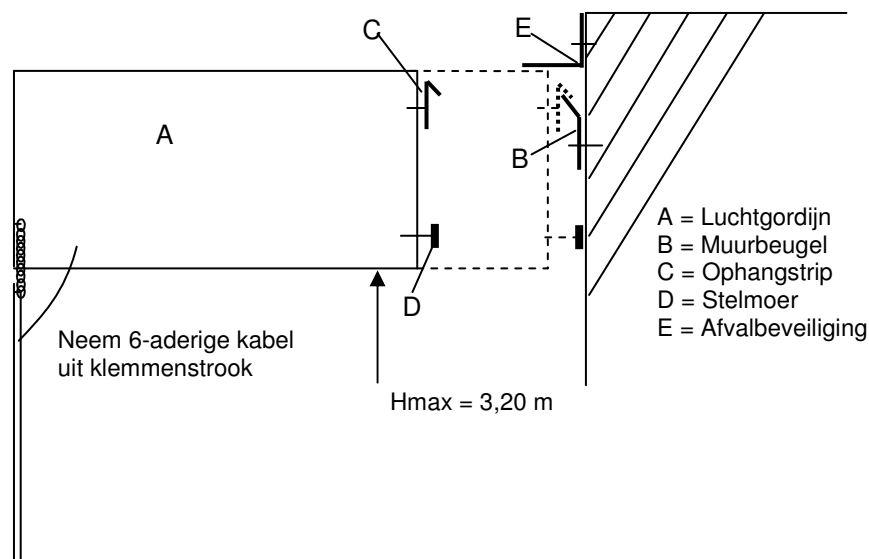 E
C
A
B
A = Luchtgordijn
B = Muurbeugel
C = Ophangstrip
D = Stelmoer
E = Afvalbeveiliging
D
Neem 6-aderige kabel
uit klemmenstrook
Hmax = 3,20 m